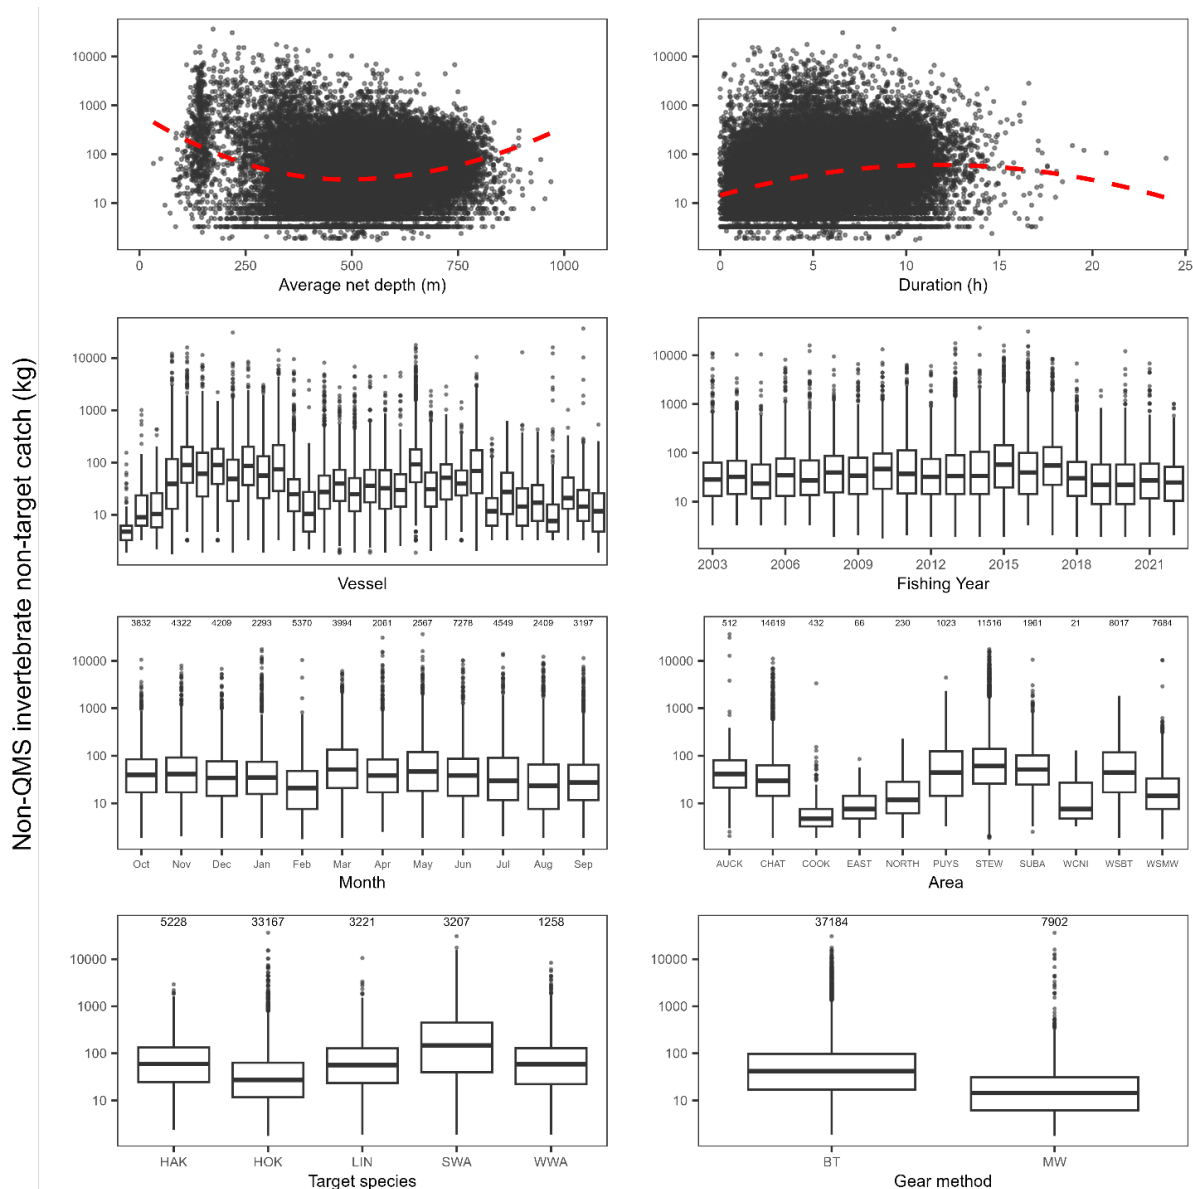 Non-QMS invertebrate non-target catch (kg)
10000
1000
100
10
0 250 500 750 1000
Average net depth (m)
10000
1000
100
10
0 5 10 15 20 25
Duration (h)
10000
1000
100
10
Vessel
10000
1000
100
10
2003 2006 2009 2012 2015 2018 2021
Fishing Year
3832 4322 4209 2293 5370 3994 2061 2567 7278 4549 2409 3197
10000
1000
100
10
Oct Nov Dec Jan Feb Mar Apr May Jun Jul Aug Sep
Month
512 14619 432 66 230 1023 11516 1961 21 8017 7684
10000
1000
100
10
AUCK CHAT COOK EAST NORTH PUYS STEW SUBA WCNI WSBT WSMW
Area
5228 33167 3221 3207 1258
10000
1000
100
10
HAK HOK LIN SWA WWA
Target species
37184 7902
10000
1000
100
10
BT MW
Gear method